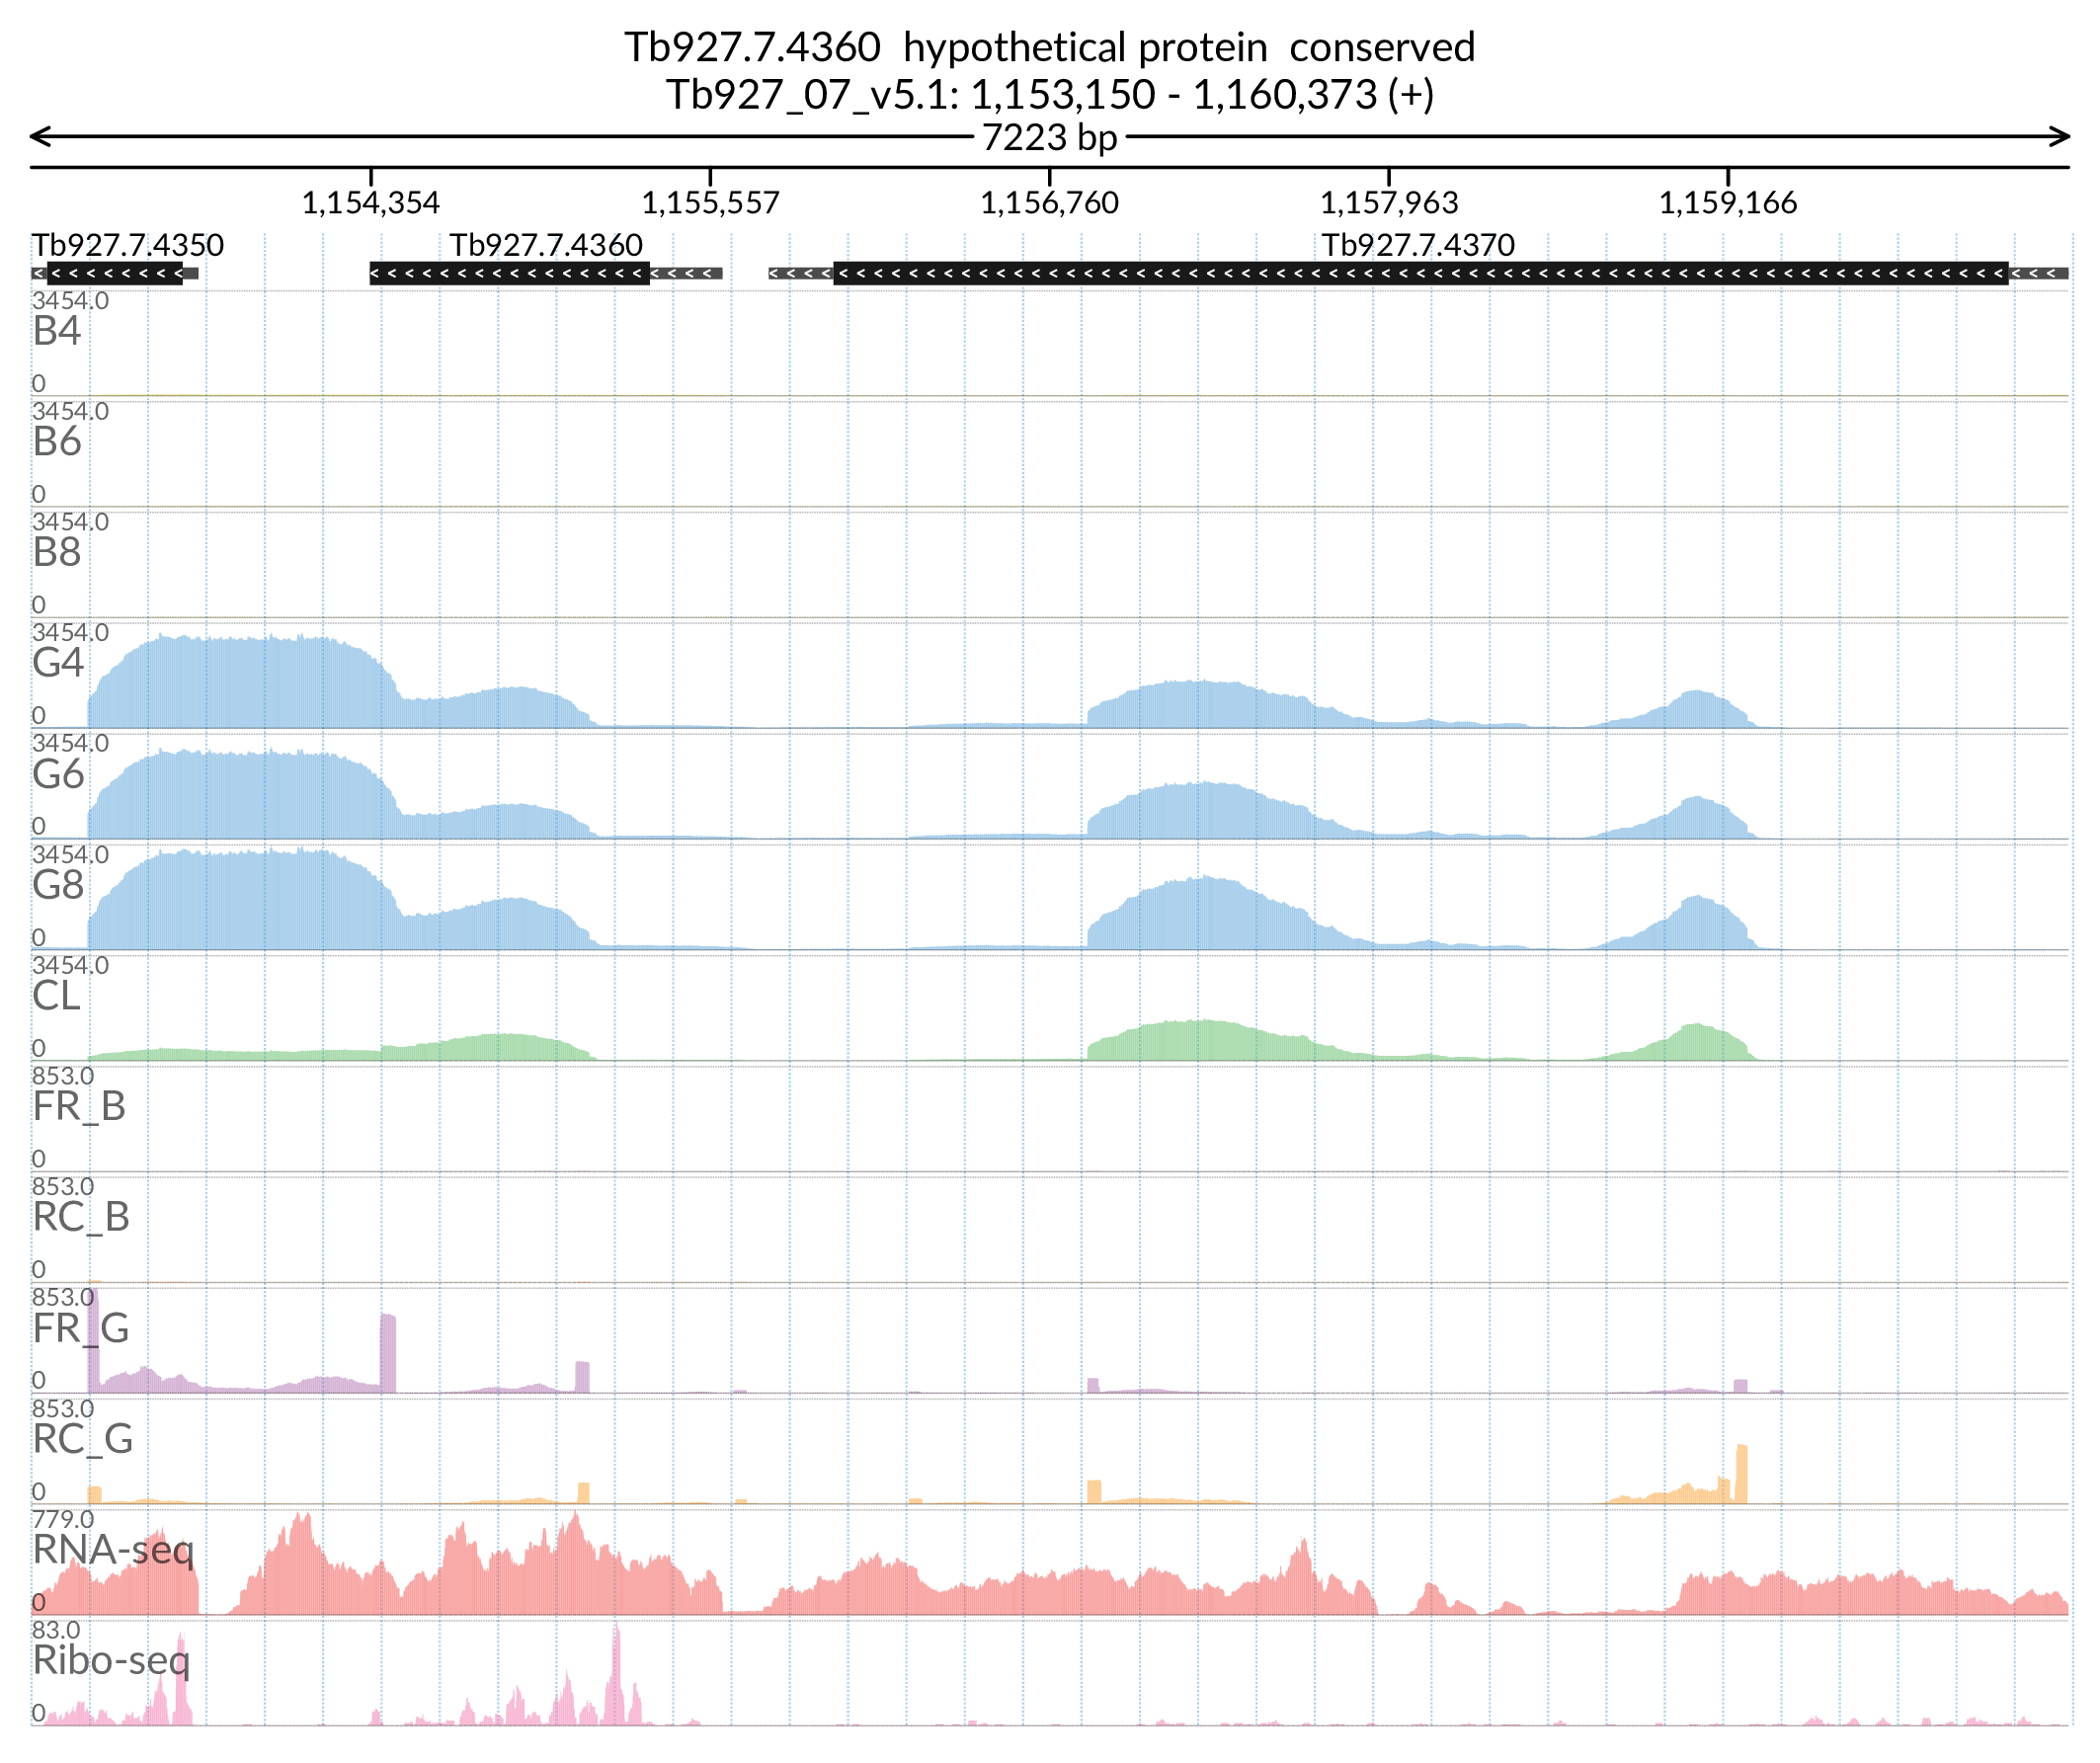 Tb927.7.4360 hypothetical protein conserved
Tb927_07_v5.1: 1,153,150 - 1,160,373 (+)
7223 bp
1,154,354 1,155,557 1,156,760 1,157,963 1,159,166
Tb927.7.4350 Tb927.7.4360 Tb927.7.4370
3454.0
B4
0
3454.0
B6
0
3454.0
B8
0
3454.0
G4
0
3454.0
G6
0
3454.0
G8
0
3454.0
CL
0
853.0
FR_B
0
853.0
RC_B
0
853.0
FR_G
0
853.0
RC_G
0
779.0
RNA-seq
0
83.0
Ribo-seq
0